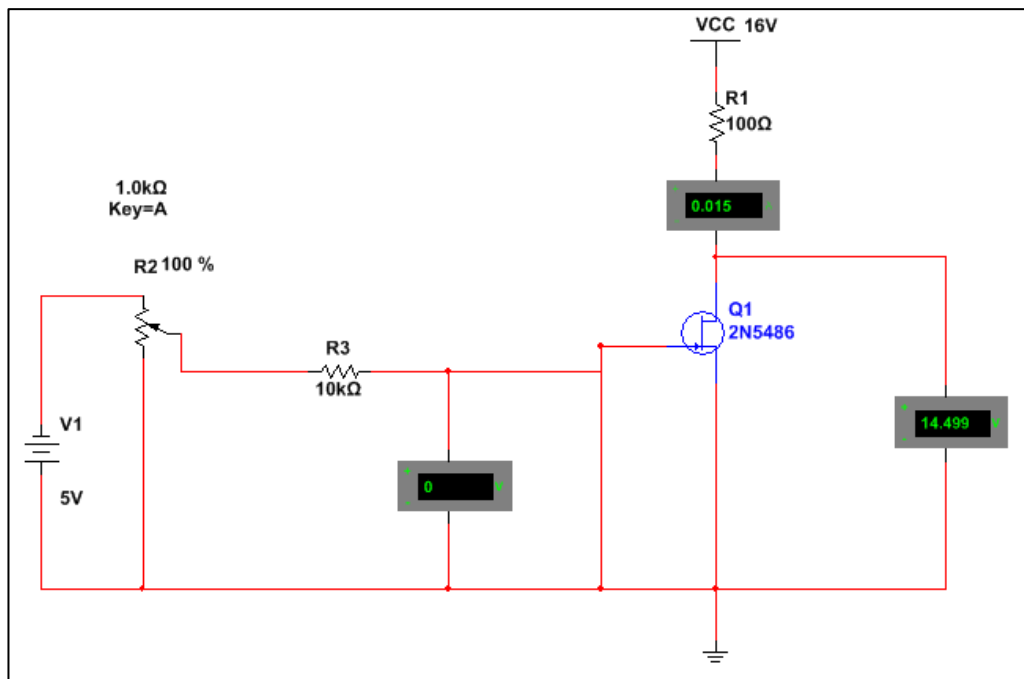 VCC 16V
R1
100Ω
0.015
1.0kΩ
Key=A
R2 100 %
Q1
2N5486
R3
10kΩ
V1
5V
+
-
14.499 V
+
-
0 V